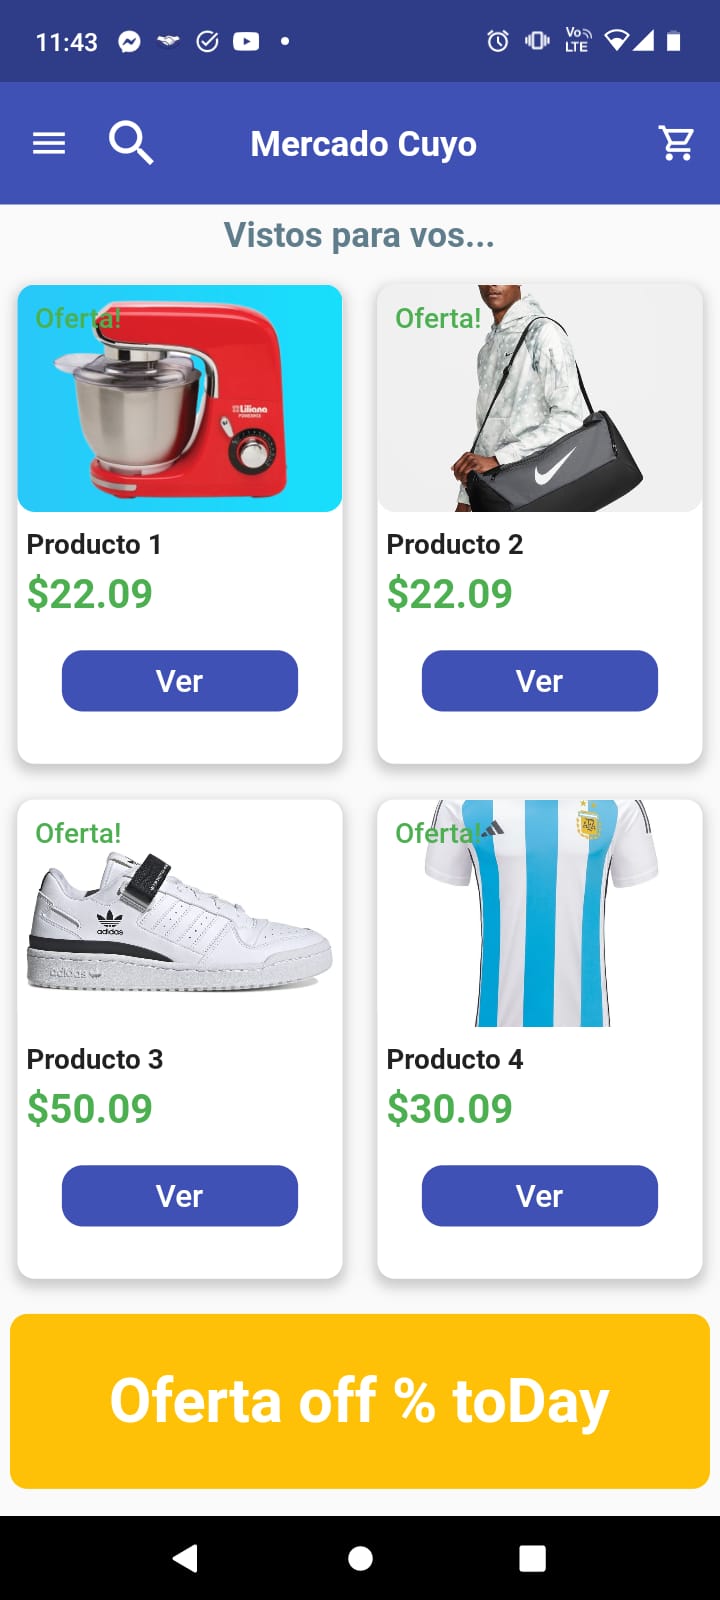 11:43 Vo LTE
Mercado Cuyo
Vistos para vos...
Oferta!
Liliana
Oferta!
Producto 1
$22.09
Ver
Producto 2
$22.09
Ver
Oferta!
adidas
adidas
Oferta!
Producto 3
$50.09
Ver
Producto 4
$30.09
Ver
Oferta off % toDay